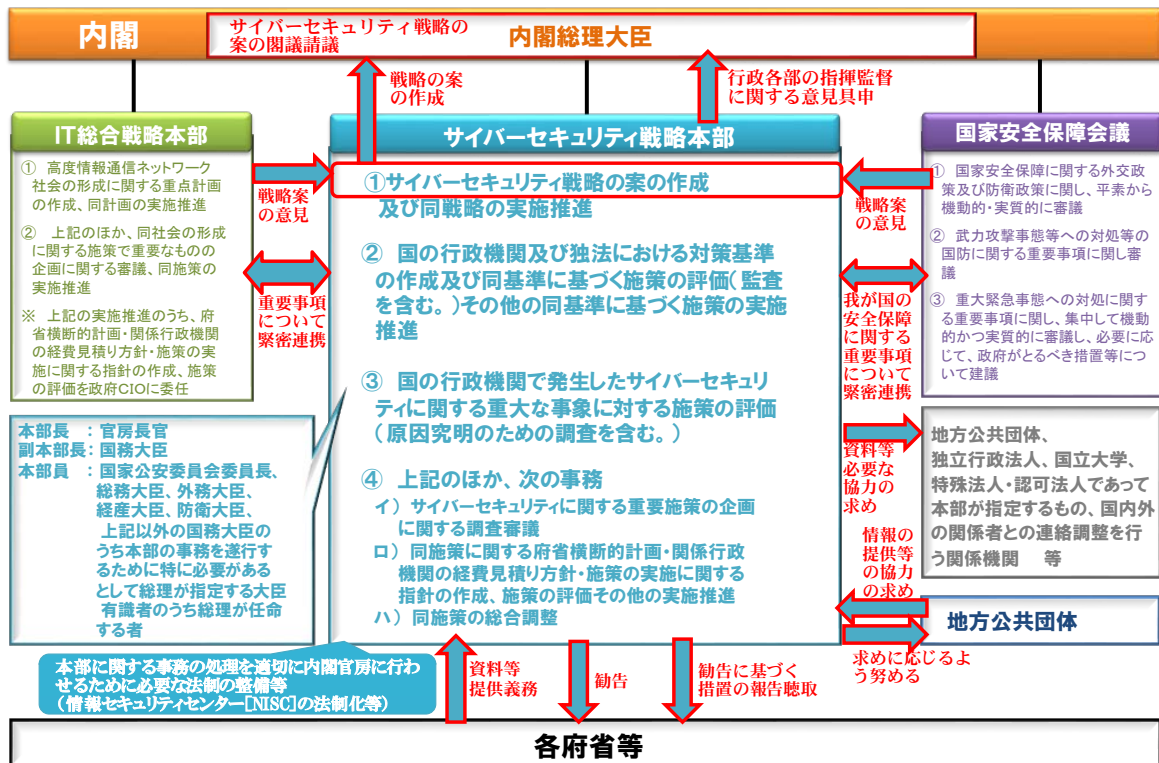 内閣
サイバーセキュリティ戦略の
案の閣議請議
内閣総理大臣
戦略の案
の作成
行政各部の指揮監督
に関する意見具申
IT総合戦略本部
① 高度情報通信ネットワーク
社会の形成に関する重点計画
の作成、同計画の実施推進
② 上記のほか、同社会の形成
に関する施策で重要なものの
企画に関する審議、同施策の
実施推進
※ 上記の実施推進のうち、府
省横断的計画・関係行政機関
の経費見積り方針・施策の実
施に関する指針の作成、施策
の評価を政府CIOに委任
戦略案
の意見
重要事項
について
緊密連携
サイバーセキュリティ戦略本部
①サイバーセキュリティ戦略の案の作成
及び同戦略の実施推進
② 国の行政機関及び独法における対策基準
の作成及び同基準に基づく施策の評価(監査
を含む。)その他の同基準に基づく施策の実施
推進
③ 国の行政機関で発生したサイバーセキュリ
ティに関する重大な事象に対する施策の評価
(原因究明のための調査を含む。)
④ 上記のほか、次の事務
イ) サイバーセキュリティに関する重要施策の企画
に関する調査審議
ロ) 同施策に関する府省横断的計画・関係行政
機関の経費見積り方針・施策の実施に関する
指針の作成、施策の評価その他の実施推進
ハ) 同施策の総合調整
戦略案
の意見
我が国の
安全保障
に関する
重要事項
について
緊密連携
国家安全保障会議
① 国家安全保障に関する外交政
策及び防衛政策に関し、平素から
機動的・実質的に審議
② 武力攻撃事態等への対処等の
国防に関する重要事項に関し審
議
③ 重大緊急事態への対処に関す
る重要事項に関し、集中して機動
的かつ実質的に審議し、必要に応
じて、政府がとるべき措置等につ
いて建議
本部長 :官房長官
副本部長:国務大臣
本部員 :国家公安委員会委員長、
総務大臣、外務大臣、
経産大臣、防衛大臣、
上記以外の国務大臣の
うち本部の事務を遂行す
るために特に必要がある
として総理が指定する大臣
有識者のうち総理が任命
する者
資料等
必要な
協力の
求め
地方公共団体、
独立行政法人、国立大学、
特殊法人・認可法人であって
本部が指定するもの、国内外
の関係者との連絡調整を行
う関係機関 等
情報の
提供等
の協力
の求め
地方公共団体
求めに応じるよ
う努める
本部に関する事務の処理を適切に内閣官房に行わ
せるために必要な法制の整備等
(情報セキュリティセンター[NISC]の法制化等)
資料等
提供義務
勧告
勧告に基づく
措置の報告聴取
各府省等